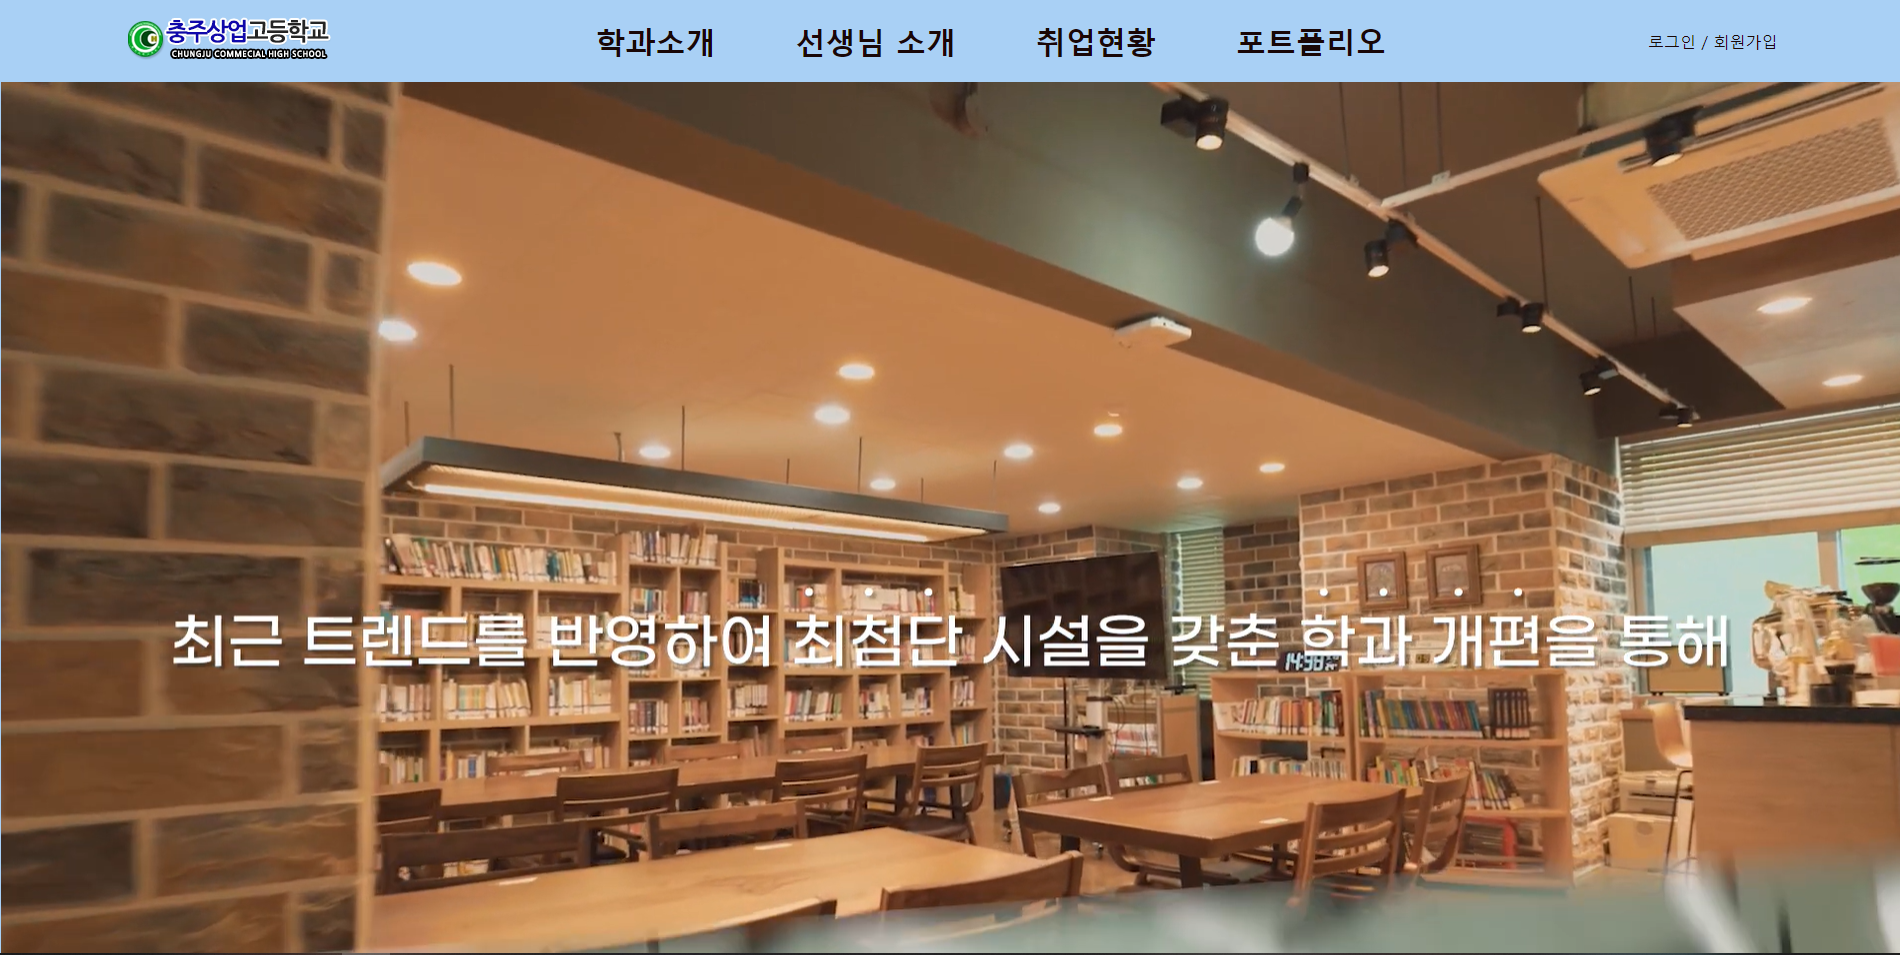 충주상업고등학교
CHUNGJU COMMECIAL HIGH SCHOOL
학과소개 선생님 소개 취업현황 포트폴리오
로그인 / 회원가입
최근 트렌드를 반영하여 최첨단 시설을 갖춘 학과 개편을 통해
14:38